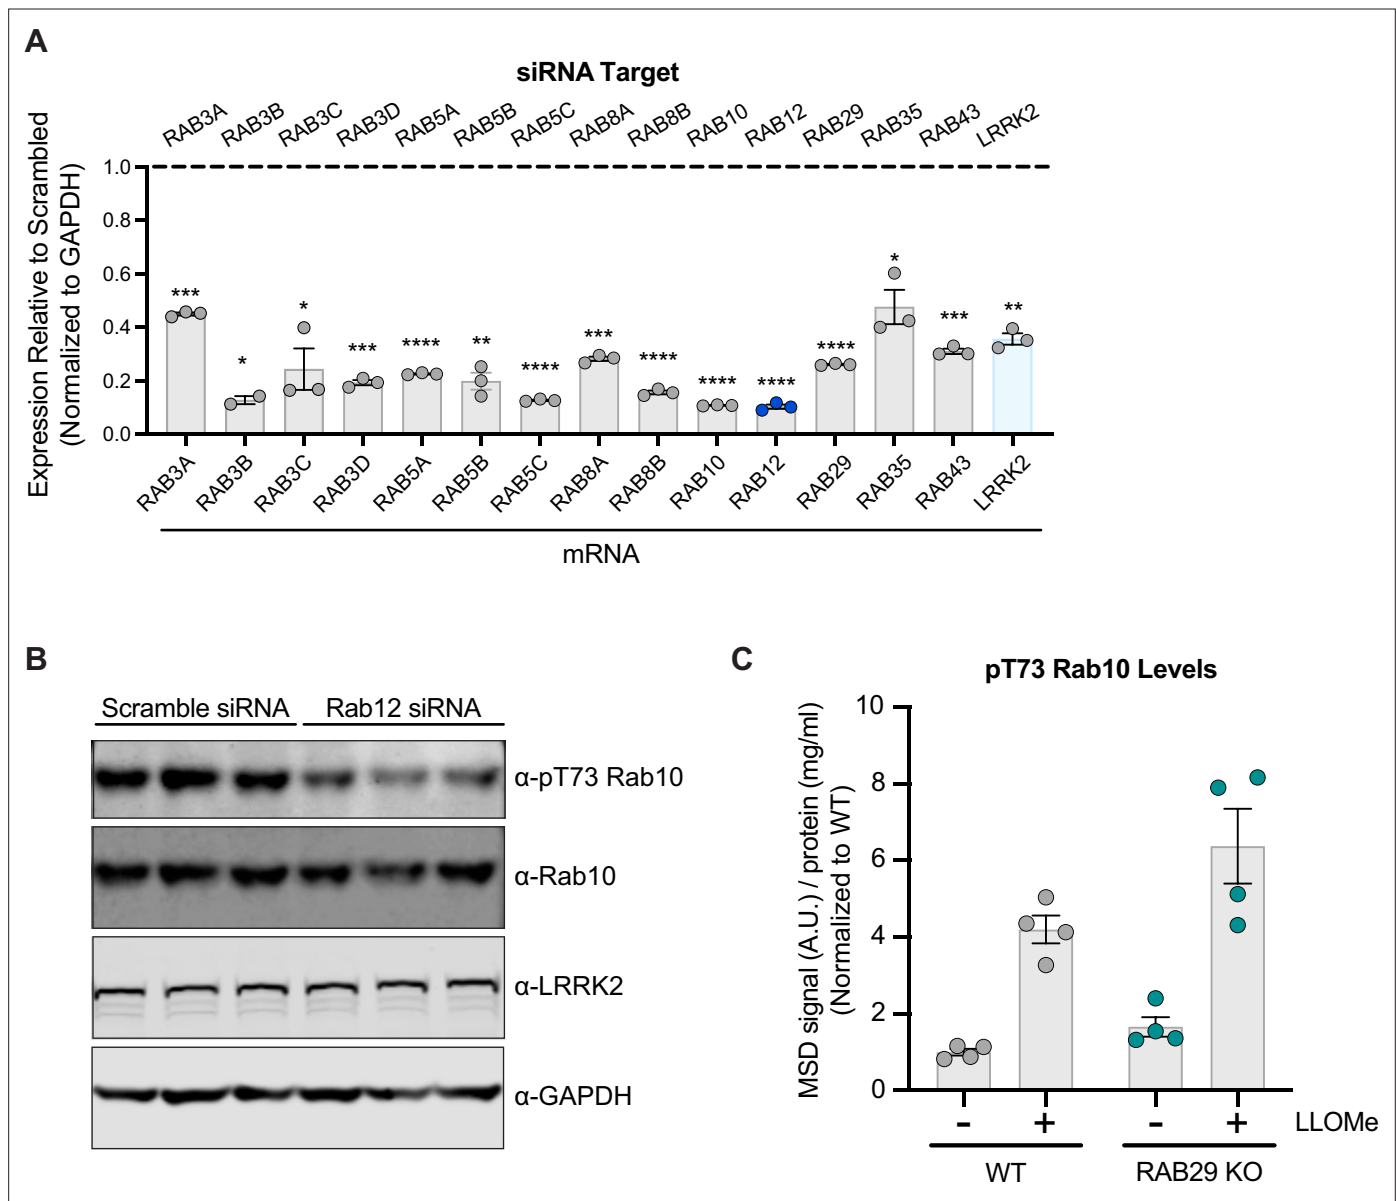 A
siRNA Target
RAB3A RAB3B RAB3C RAB3D RAB5A RAB5B RAB5C RAB8A RAB8B RAB10 RAB12 RAB29 RAB35 RAB43 LRRK2
Expression Relative to Scrambled
(Normalized to GAPDH)
1.0
0.8
0.6
0.4
0.2
0.0
*** * * *** **** ** **** *** **** **** **** **** * *** **
RAB3A RAB3B RAB3C RAB3D RAB5A RAB5B RAB5C RAB8A RAB8B RAB10 RAB12 RAB29 RAB35 RAB43 LRRK2
mRNA
B
Scramble siRNA Rab12 siRNA
α-pT73 Rab10
α-Rab10
α-LRRK2
α-GAPDH
C
pT73 Rab10 Levels
MSD signal (A.U.) / protein (mg/ml)
(Normalized to WT)
10
8
6
4
2
0
- + - + LLOMe
WT RAB29 KO